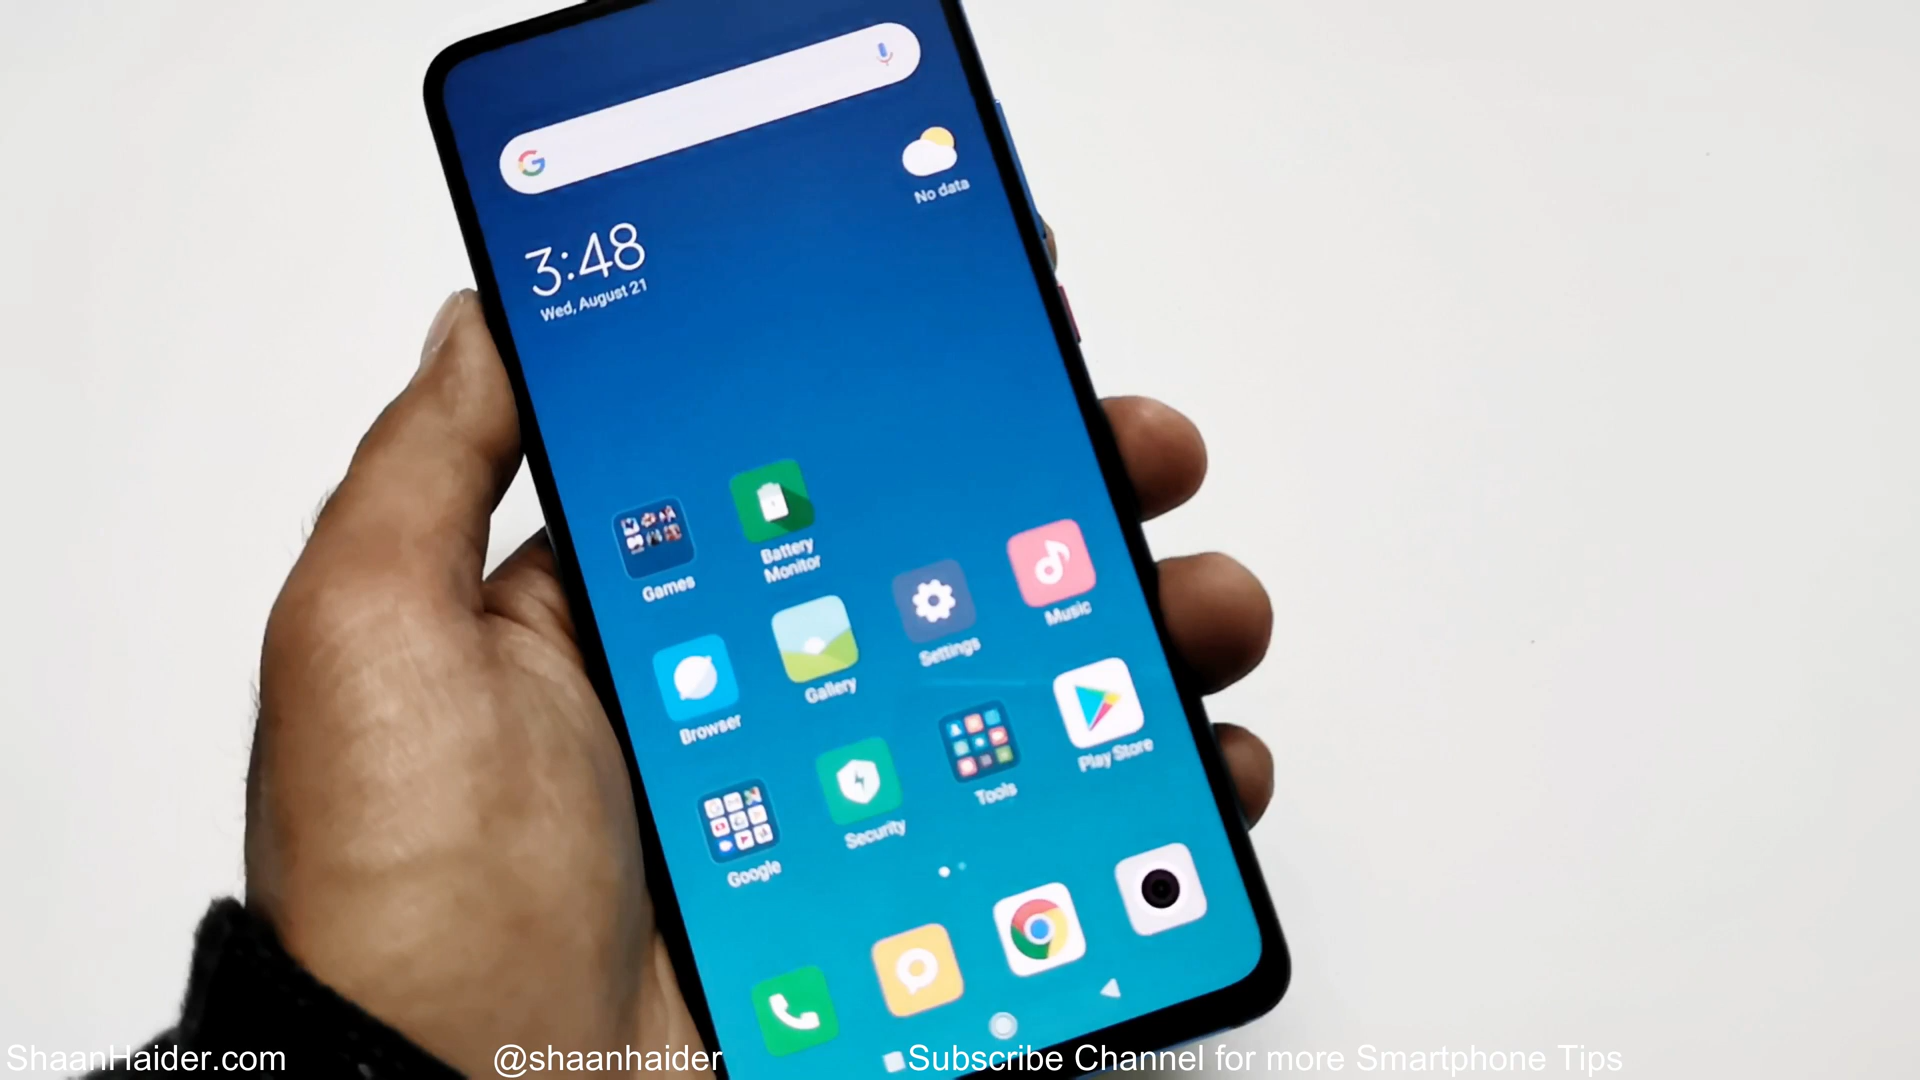 No data
3:48
Wed, August 21
Games
Battery
Monitor
Browser
Gallery
Settings
Music
Google
Security
Tools
Play Store
ShaanHaider.com
@shaanhaider
Subscribe Channel for more Smartphone Tips